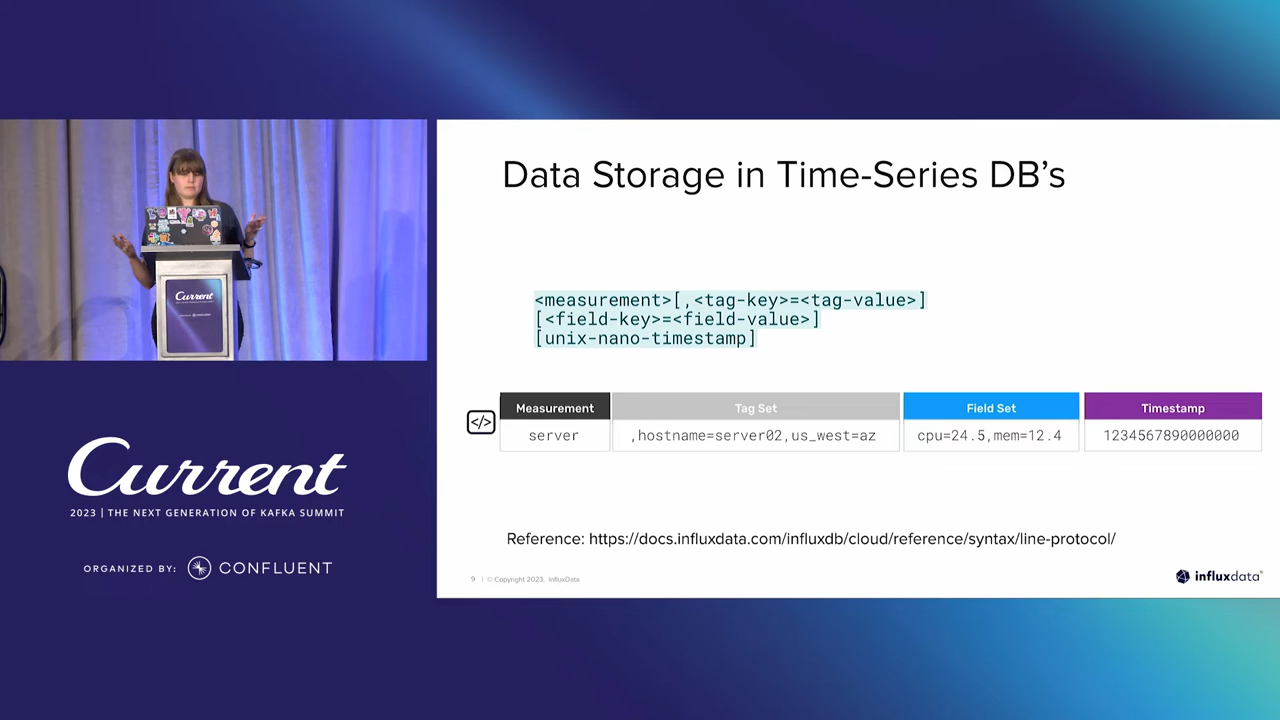 Data Storage in Time-Series DB's
<measurement>[,<tag-key>=<tag-value>]
[<field-key>=<field-value>]
[unix-nano-timestamp]
Measurement Tag Set Field Set Timestamp
</>
server ,hostname=server02,us_west=az cpu=24.5,mem=12.4 1234567890000000
Reference: https://docs.influxdata.com/influxdb/cloud/reference/syntax/line-protocol/
9 | © Copyright 2023, InfluxData
influxdata®
Current
Current
2023 | THE NEXT GENERATION OF KAFKA SUMMIT
ORGANIZED BY: CONFLUENT